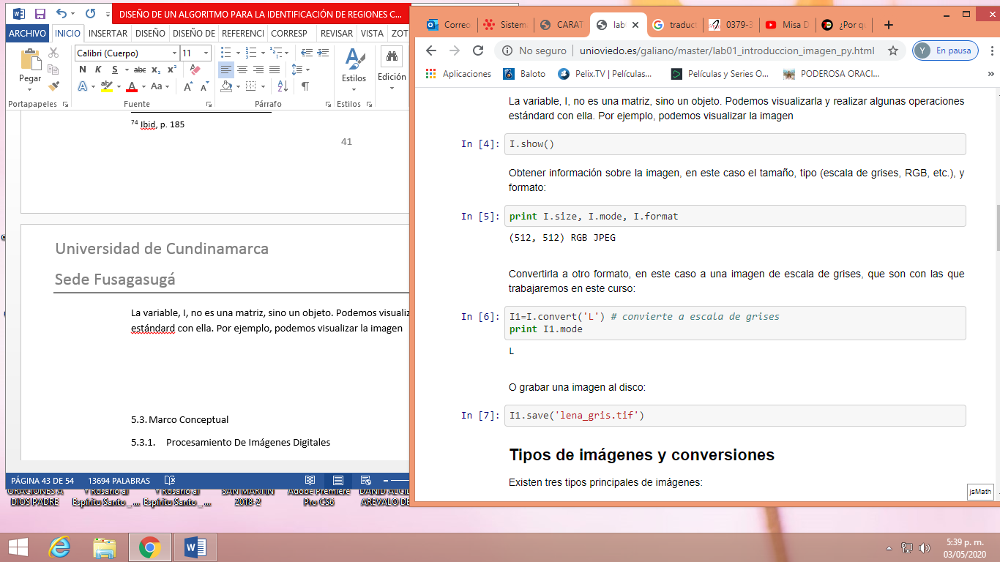 DISEÑO DE UN ALGORITMO PARA LA IDENTIFICACIÓN DE REGIONES C...
ARCHIVO INICIO INSERTAR DISEÑO DISEÑO DE REFERENCI CORRESP REVISAR VISTA ZOT
Pegar
Calibri (Cuerpo) 11
N K S abc x₂ x²
A A Aa A A
Estilos
Edición
Portapapeles Fuente Párrafo Estilos
74 Ibid, p. 185
41
Universidad de Cundinamarca
Sede Fusagasugá
La variable, I, no es una matriz, sino un objeto. Podemos visualiz
estándard con ella. Por ejemplo, podemos visualizar la imagen
5.3. Marco Conceptual
5.3.1. Procesamiento De Imágenes Digitales
PÁGINA 43 DE 54 13694 PALABRAS
ORACIONES A DIOS PADRE
Y Rosario al Espíritu Santo_...
Y Rosario al Espíritu Santo_...
SAN MARTIN 2018-2
Adobe Premiere Pro CS6
AREVALO DE
Correo Sistema CARAT lab traduct 0379-3 Misa D ¿Por qu
No seguro unioviedo.es/galiano/master/lab01_introduccion_imagen_py.html Y En pausa
Aplicaciones Baloto Pelix.TV | Películas... Películas y Series O... PODEROSA ORACI... »
La variable, I, no es una matriz, sino un objeto. Podemos visualizarla y realizar algunas operaciones
estándard con ella. Por ejemplo, podemos visualizar la imagen
In [4]: I.show()
Obtener información sobre la imagen, en este caso el tamaño, tipo (escala de grises, RGB, etc.), y
formato:
In [5]: print I.size, I.mode, I.format
(512, 512) RGB JPEG
Convertirla a otro formato, en este caso a una imagen de escala de grises, que son con las que
trabajaremos en este curso:
In [6]: I1=I.convert('L') # convierte a escala de grises
print I1.mode
L
O grabar una imagen al disco:
In [7]: I1.save('lena_gris.tif')
Tipos de imágenes y conversiones
Existen tres tipos principales de imágenes:
jsMath
5:39 p. m.
03/05/2020